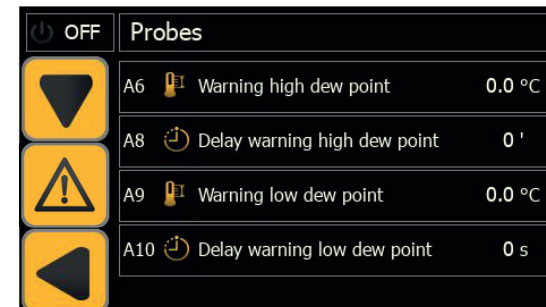 OFF Probes
A6 Warning high dew point 0.0 °C
A8 Delay warning high dew point 0 '
A9 Warning low dew point 0.0 °C
A10 Delay warning low dew point 0 s